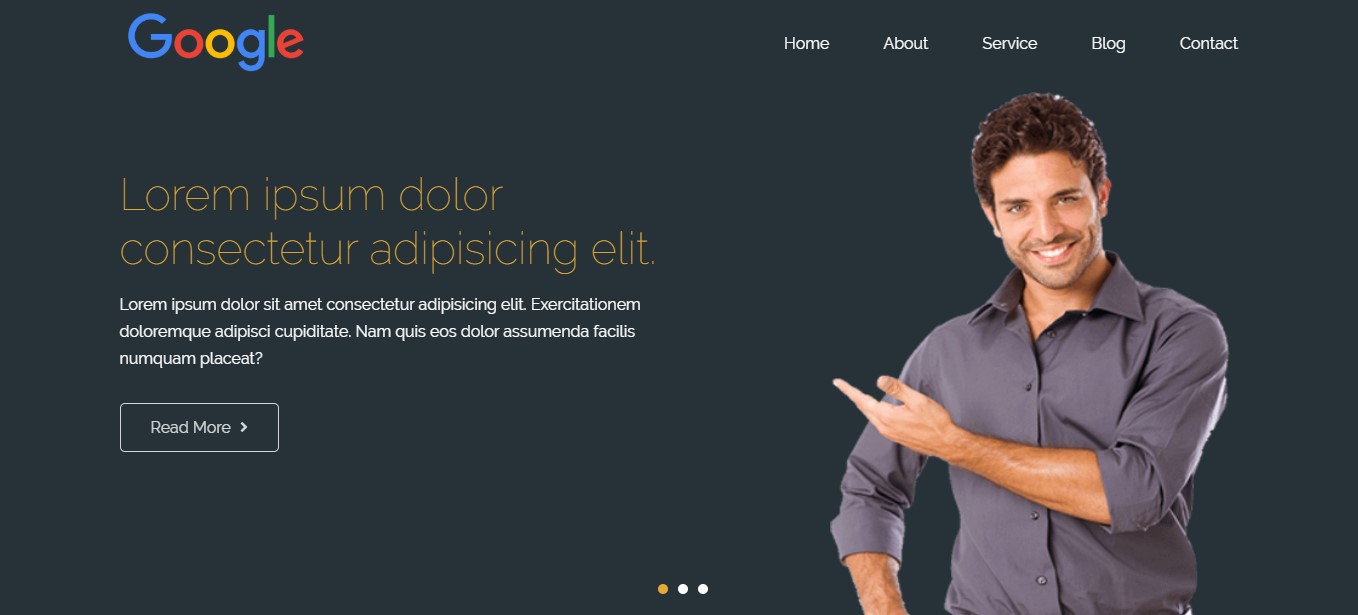 Google
Home About Service Blog Contact
Lorem ipsum dolor
consectetur adipisicing elit.
Lorem ipsum dolor sit amet consectetur adipisicing elit. Exercitationem
doloremque adipisci cupiditate. Nam quis eos dolor assumenda facilis
numquam placeat?
Read More